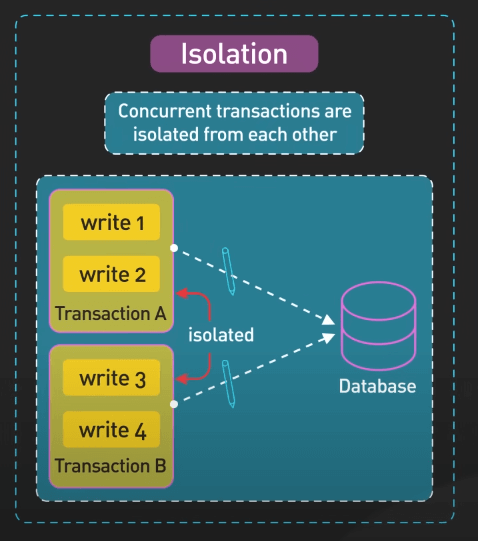 Isolation
Concurrent transactions are
isolated from each other
write 1
write 2
Transaction A
isolated
write 3
write 4
Transaction B
Database